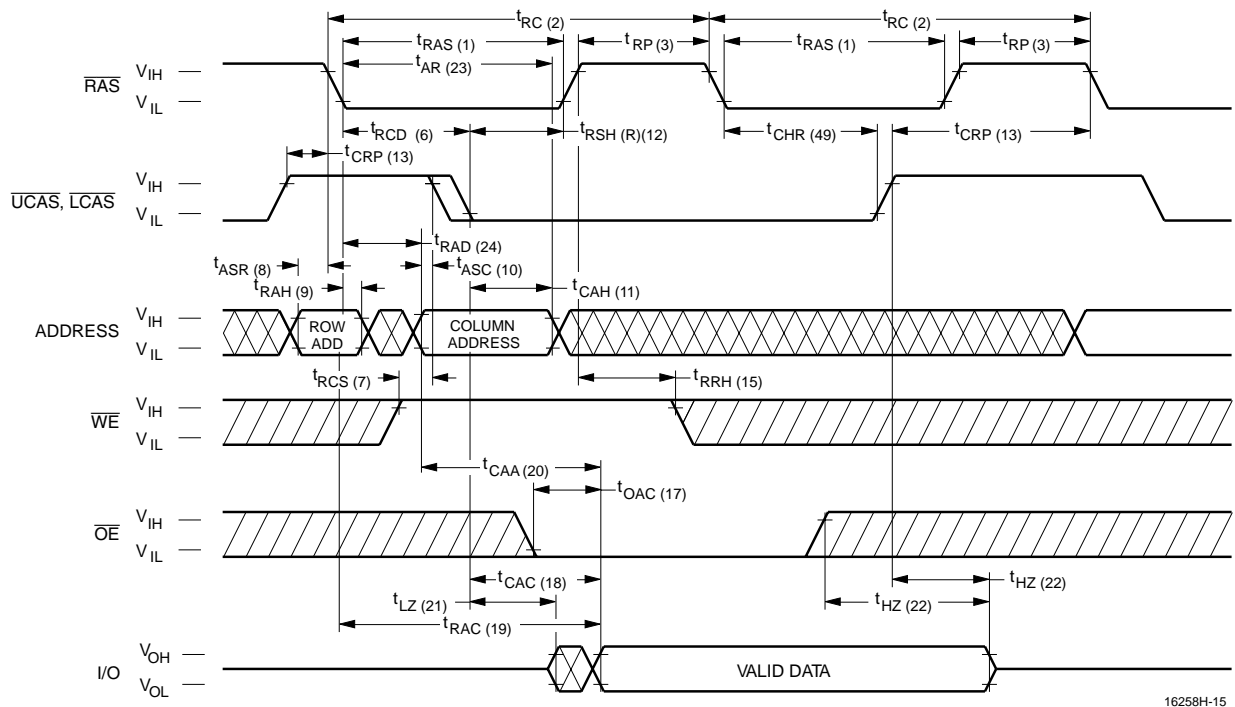 tRC (2) tRC (2)
tRAS (1) tRP (3) tRAS (1) tRP (3)
tAR (23)
RAS VIH
VIL
tRCD (6) tRSH (R)(12) tCHR (49) tCRP (13)
tCRP (13)
UCAS, LCAS VIH
VIL
tRAD (24)
tASR (8) tASC (10)
tRAH (9) tCAH (11)
ADDRESS VIH
VIL
ROW
ADD
COLUMN
ADDRESS
tRCS (7) tRRH (15)
WE VIH
VIL
tCAA (20)
tOAC (17)
OE VIH
VIL
tCAC (18) tHZ (22)
tLZ (21) tHZ (22)
tRAC (19)
I/O VOH
VOL
VALID DATA
16258H-15